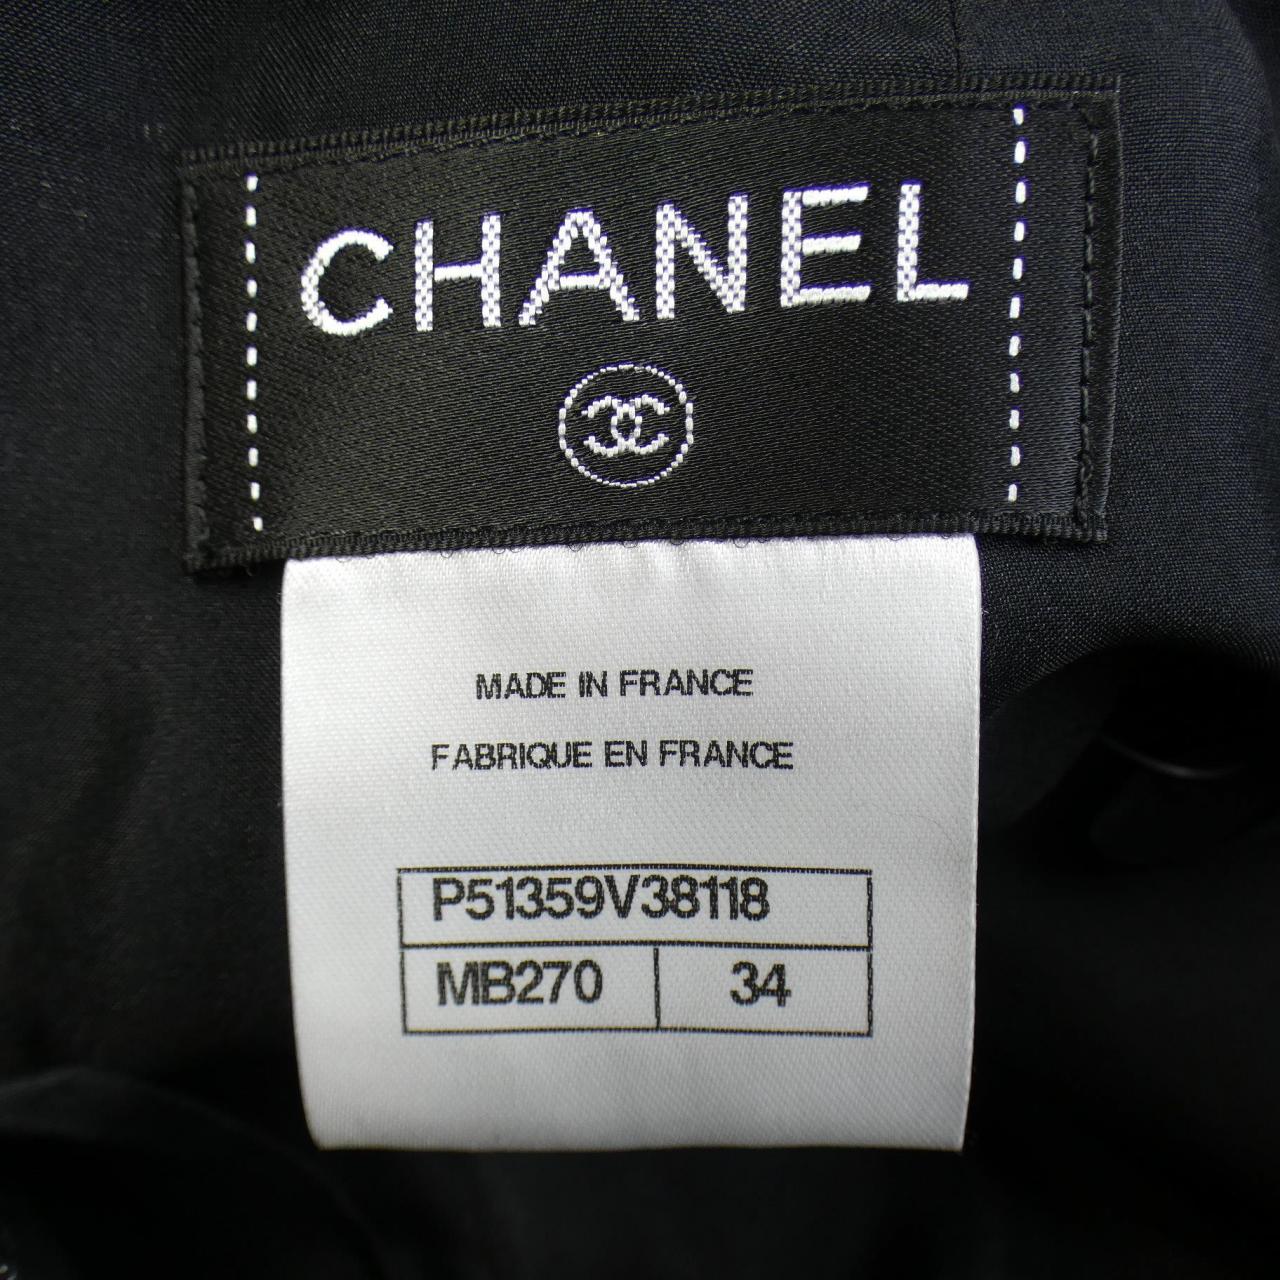 CHANEL
MADE IN FRANCE
FABRIQUE EN FRANCE
P51359V38118
MB270 34